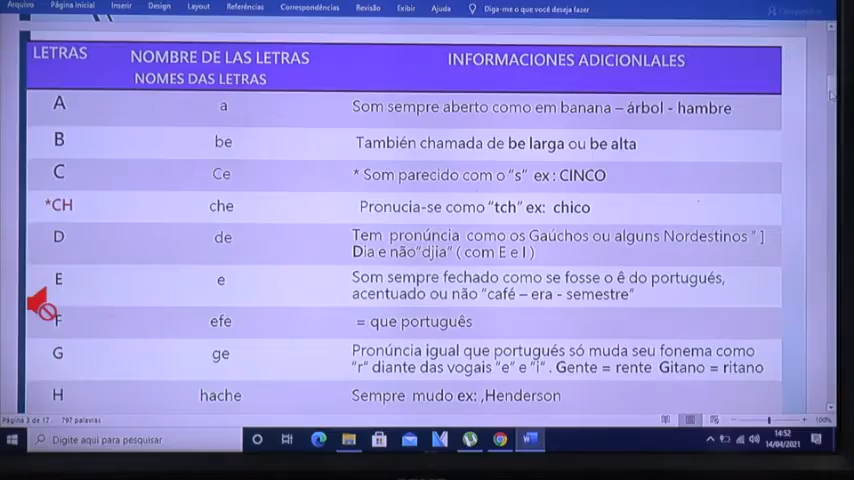 Arquivo Página Inicial Inserir Design Layout Referências Correspondências Revisão Exibir Ajuda Diga-me o que você deseja fazer Compartilhar
LETRAS NOMBRE DE LAS LETRAS INFORMACIONES ADICIONLALES
NOMES DAS LETRAS
A a Som sempre aberto como em banana – árbol - hambre
B be También chamada de be larga ou be alta
C Ce * Som parecido com o "s" ex : CINCO
*CH che Pronucia-se como "tch" ex: chico
D de Tem pronúncia como os Gaúchos ou alguns Nordestinos " ]
Dia e não"djia" ( com E e I )
E e Som sempre fechado como se fosse o ê do português,
acentuado ou não "café – era - semestre"
F efe = que português
G ge Pronúncia igual que portugués só muda seu fonema como
"r" diante das vogais "e" e "i" . Gente = rente Gitano = ritano
H hache Sempre mudo ex: ,Henderson
Página 3 de 17 797 palavras 100%
Digite aqui para pesquisar 14:52
14/04/2021